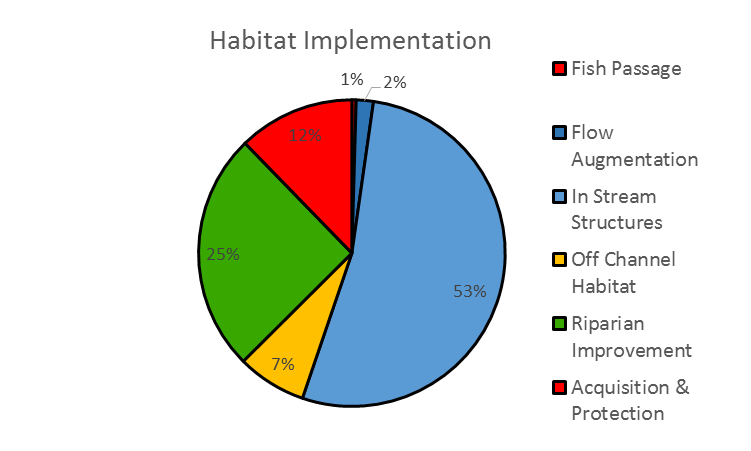 Habitat Implementation
1%
2%
12%
25%
53%
7%
Fish Passage
Flow
Augmentation
In Stream
Structures
Off Channel
Habitat
Riparian
Improvement
Acquisition &
Protection